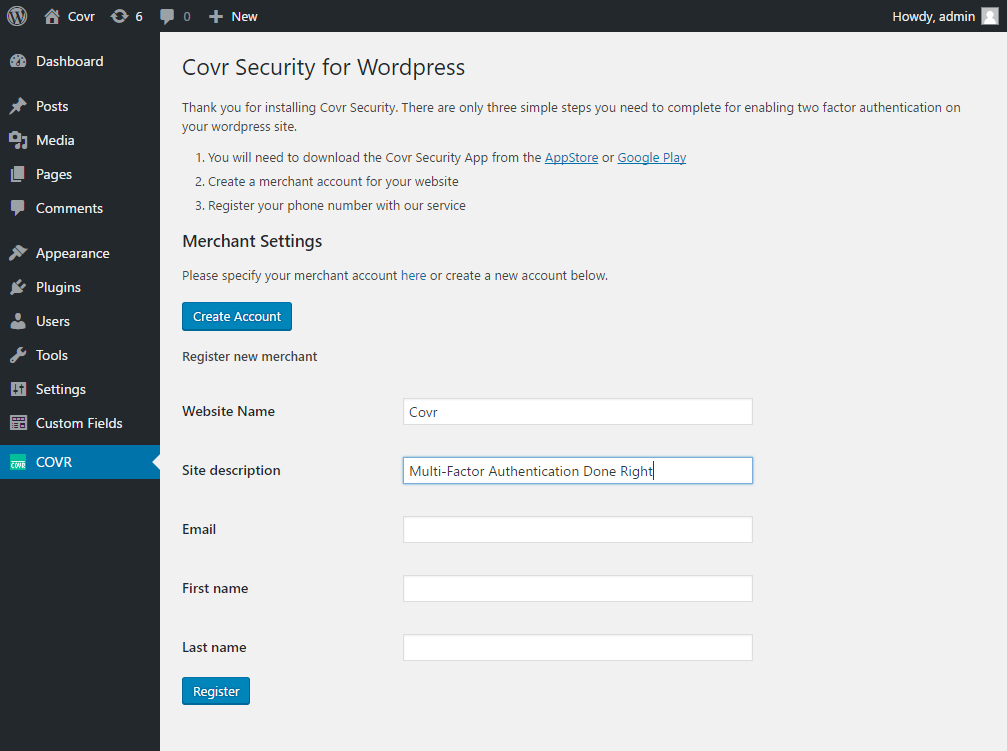 Covr 6 0 New Howdy, admin
Dashboard
Posts
Media
Pages
Comments
Appearance
Plugins
Users
Tools
Settings
Custom Fields
COVR COVR
Covr Security for Wordpress
Thank you for installing Covr Security. There are only three simple steps you need to complete for enabling two factor authentication on
your wordpress site.
1. You will need to download the Covr Security App from the AppStore or Google Play
2. Create a merchant account for your website
3. Register your phone number with our service
Merchant Settings
Please specify your merchant account here or create a new account below.
Create Account
Register new merchant
Website Name Covr
Site description Multi-Factor Authentication Done Right
Email
First name
Last name
Register